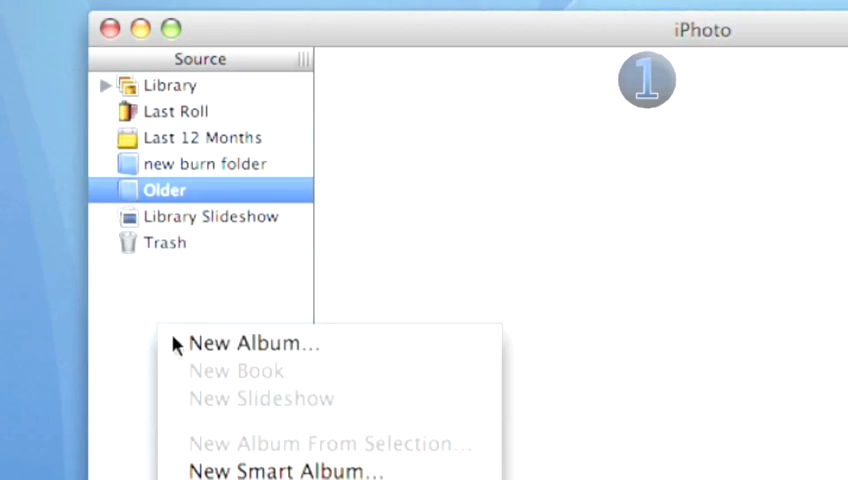 iPhoto
Source
1
Library
Last Roll
Last 12 Months
new burn folder
Older
Library Slideshow
Trash
New Album...
New Book
New Slideshow
New Album From Selection...
New Smart Album...